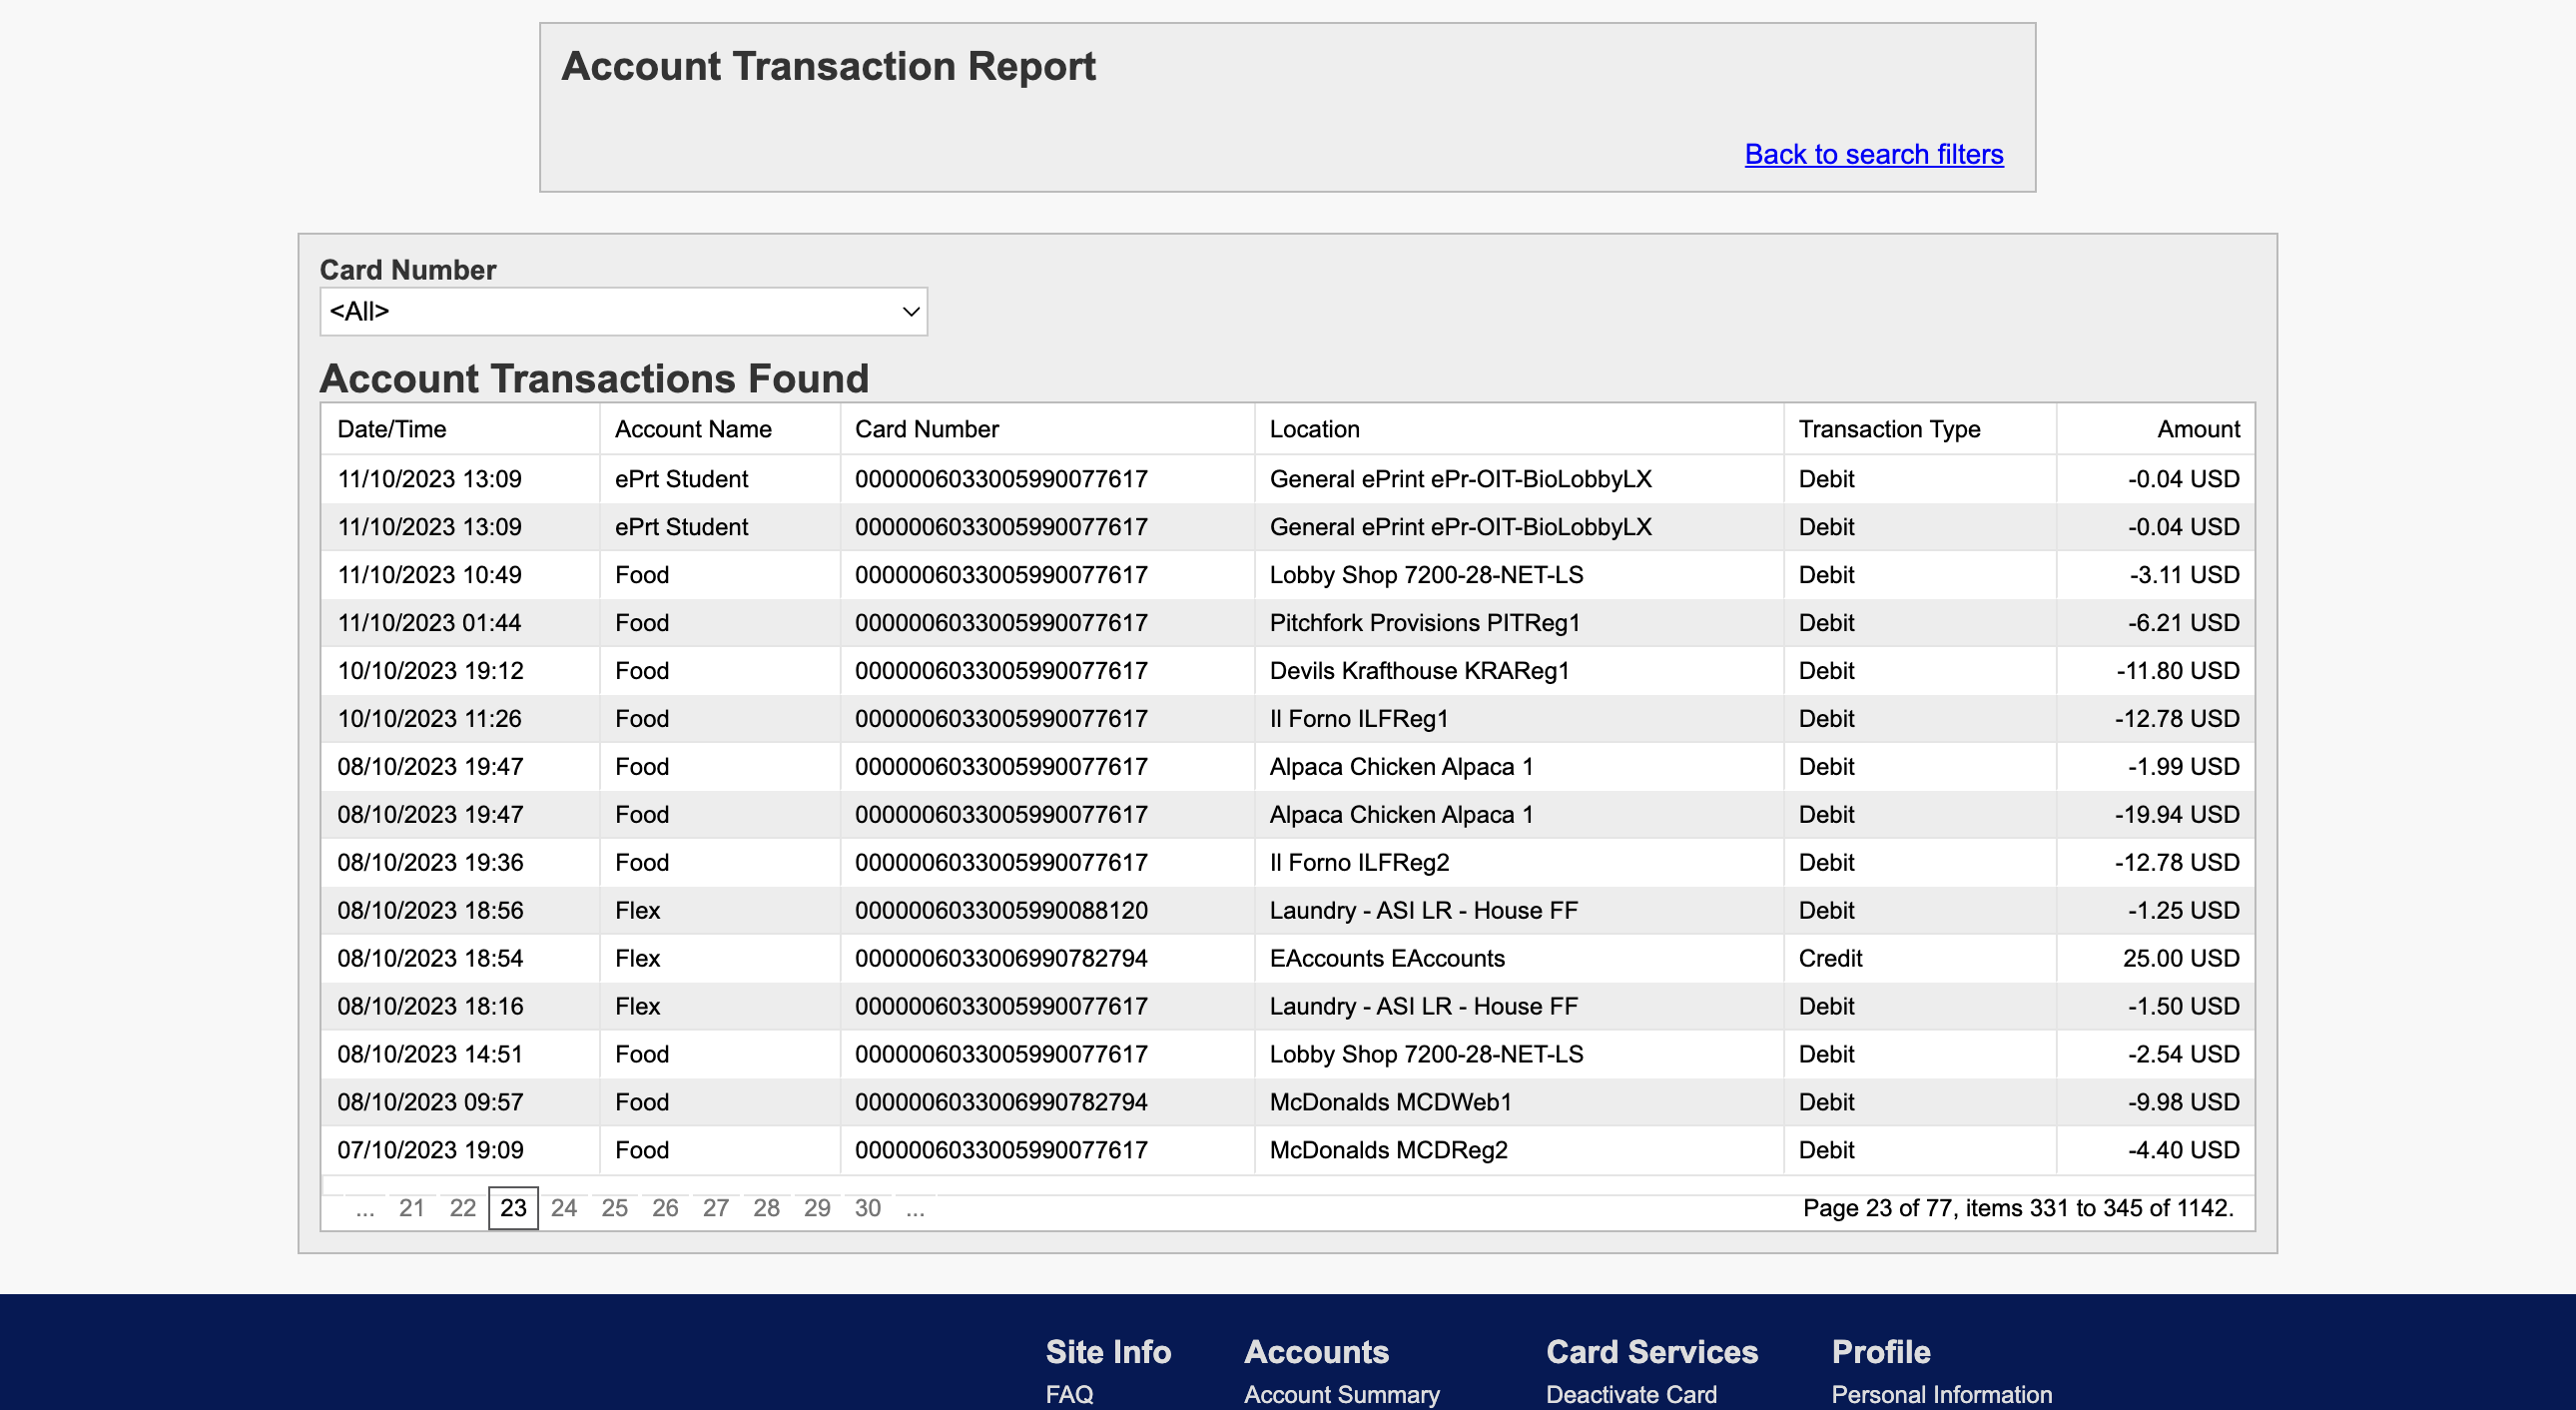 Account Transaction Report
Back to search filters
Card Number
<All>
Account Transactions Found
Date/Time Account Name Card Number Location Transaction Type Amount
11/10/2023 13:09 ePrt Student 0000006033005990077617 General ePrint ePr-OIT-BioLobbyLX Debit -0.04 USD
11/10/2023 13:09 ePrt Student 0000006033005990077617 General ePrint ePr-OIT-BioLobbyLX Debit -0.04 USD
11/10/2023 10:49 Food 0000006033005990077617 Lobby Shop 7200-28-NET-LS Debit -3.11 USD
11/10/2023 01:44 Food 0000006033005990077617 Pitchfork Provisions PITReg1 Debit -6.21 USD
10/10/2023 19:12 Food 0000006033005990077617 Devils Krafthouse KRAReg1 Debit -11.80 USD
10/10/2023 11:26 Food 0000006033005990077617 Il Forno ILFReg1 Debit -12.78 USD
08/10/2023 19:47 Food 0000006033005990077617 Alpaca Chicken Alpaca 1 Debit -1.99 USD
08/10/2023 19:47 Food 0000006033005990077617 Alpaca Chicken Alpaca 1 Debit -19.94 USD
08/10/2023 19:36 Food 0000006033005990077617 Il Forno ILFReg2 Debit -12.78 USD
08/10/2023 18:56 Flex 0000006033005990088120 Laundry - ASI LR - House FF Debit -1.25 USD
08/10/2023 18:54 Flex 0000006033006990782794 EAccounts EAccounts Credit 25.00 USD
08/10/2023 18:16 Flex 0000006033005990077617 Laundry - ASI LR - House FF Debit -1.50 USD
08/10/2023 14:51 Food 0000006033005990077617 Lobby Shop 7200-28-NET-LS Debit -2.54 USD
08/10/2023 09:57 Food 0000006033006990782794 McDonalds MCDWeb1 Debit -9.98 USD
07/10/2023 19:09 Food 0000006033005990077617 McDonalds MCDReg2 Debit -4.40 USD
... 21 22 23 24 25 26 27 28 29 30 ... Page 23 of 77, items 331 to 345 of 1142.
Site Info Accounts Card Services Profile
FAQ Account Summary Deactivate Card Personal Information